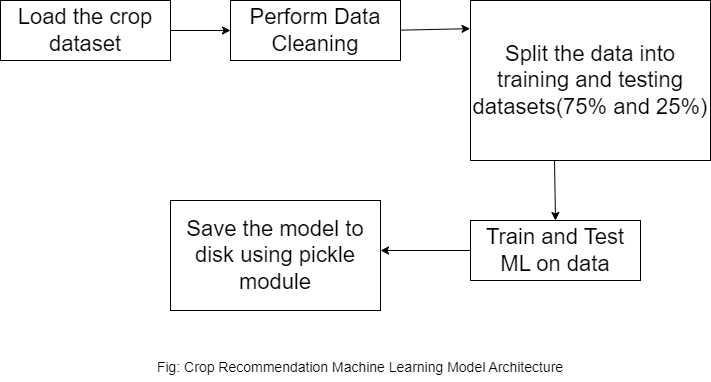 Load the crop
dataset
Perform Data
Cleaning
Split the data into
training and testing
datasets(75% and 25%)
Train and Test
ML on data
Save the model to
disk using pickle
module
Fig: Crop Recommendation Machine Learning Model Architecture